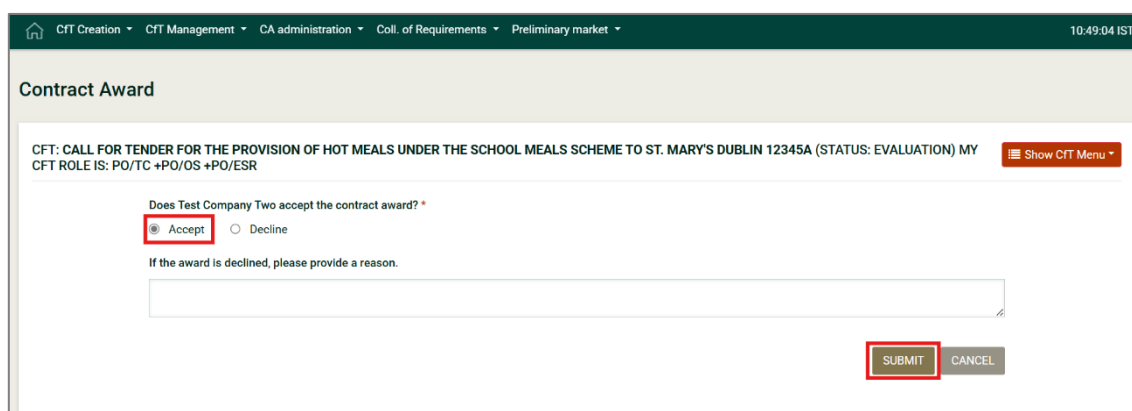 CfT Creation CfT Management CA administration Coll. of Requirements Preliminary market 10:49:04 IST
Contract Award
CFT: CALL FOR TENDER FOR THE PROVISION OF HOT MEALS UNDER THE SCHOOL MEALS SCHEME TO ST. MARY'S DUBLIN 12345A (STATUS: EVALUATION) MY
CFT ROLE IS: PO/TC +PO/OS +PO/ESR
Show CfT Menu
Does Test Company Two accept the contract award? *
Accept Decline
If the award is declined, please provide a reason.
SUBMIT CANCEL